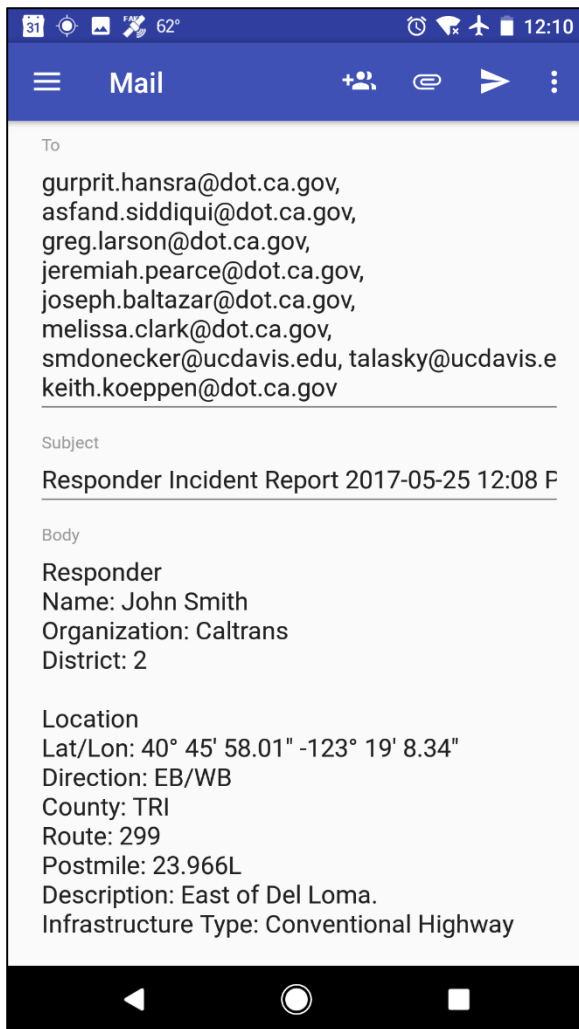 31 FAKE 62° 12:10
Mail
To
gurprit.hansra@dot.ca.gov,
asfand.siddiqui@dot.ca.gov,
greg.larson@dot.ca.gov,
jeremiah.pearce@dot.ca.gov,
joseph.baltazar@dot.ca.gov,
melissa.clark@dot.ca.gov,
smdonecker@ucdavis.edu, talasky@ucdavis.e
keith.koeppen@dot.ca.gov
Subject
Responder Incident Report 2017-05-25 12:08 P
Body
Responder
Name: John Smith
Organization: Caltrans
District: 2
Location
Lat/Lon: 40° 45' 58.01" -123° 19' 8.34"
Direction: EB/WB
County: TRI
Route: 299
Postmile: 23.966L
Description: East of Del Loma.
Infrastructure Type: Conventional Highway